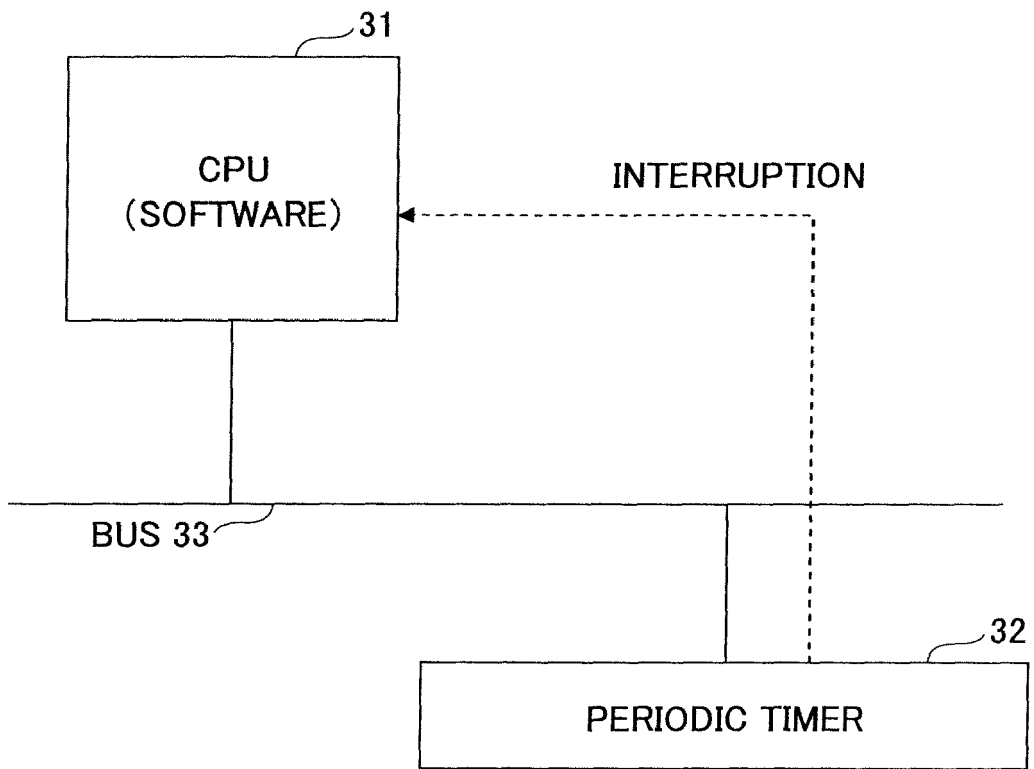 31
CPU
(SOFTWARE)
INTERRUPTION
BUS 33
32
PERIODIC TIMER